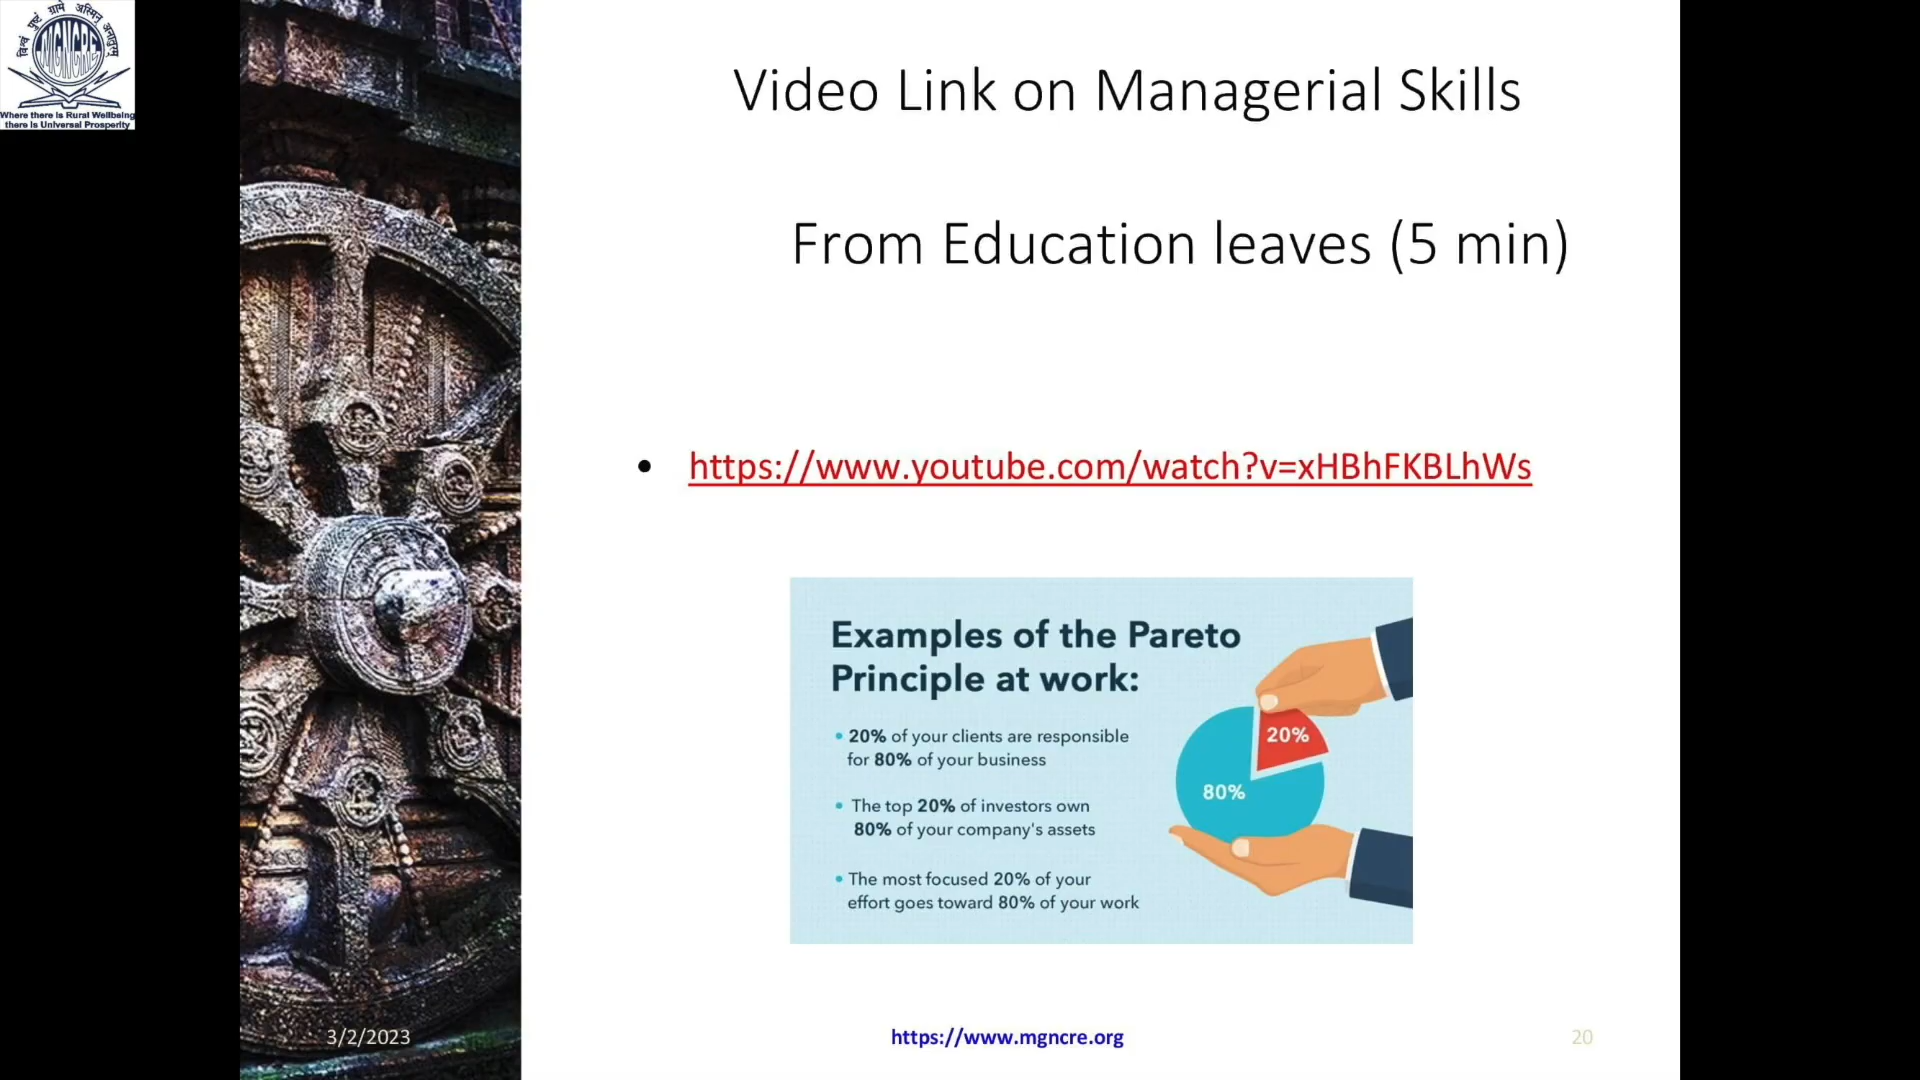 विश्वं पुष्टं ग्रामे अस्मिन् अनातुरम्
MGNCRE
Where there is Rural Wellbeing
there is Universal Prosperity
Video Link on Managerial Skills
From Education leaves (5 min)
• https://www.youtube.com/watch?v=xHBhFKBLhWs
Examples of the Pareto
Principle at work:
• 20% of your clients are responsible
for 80% of your business
• The top 20% of investors own
80% of your company's assets
• The most focused 20% of your
effort goes toward 80% of your work
20%
80%
3/2/2023
https://www.mgncre.org
20